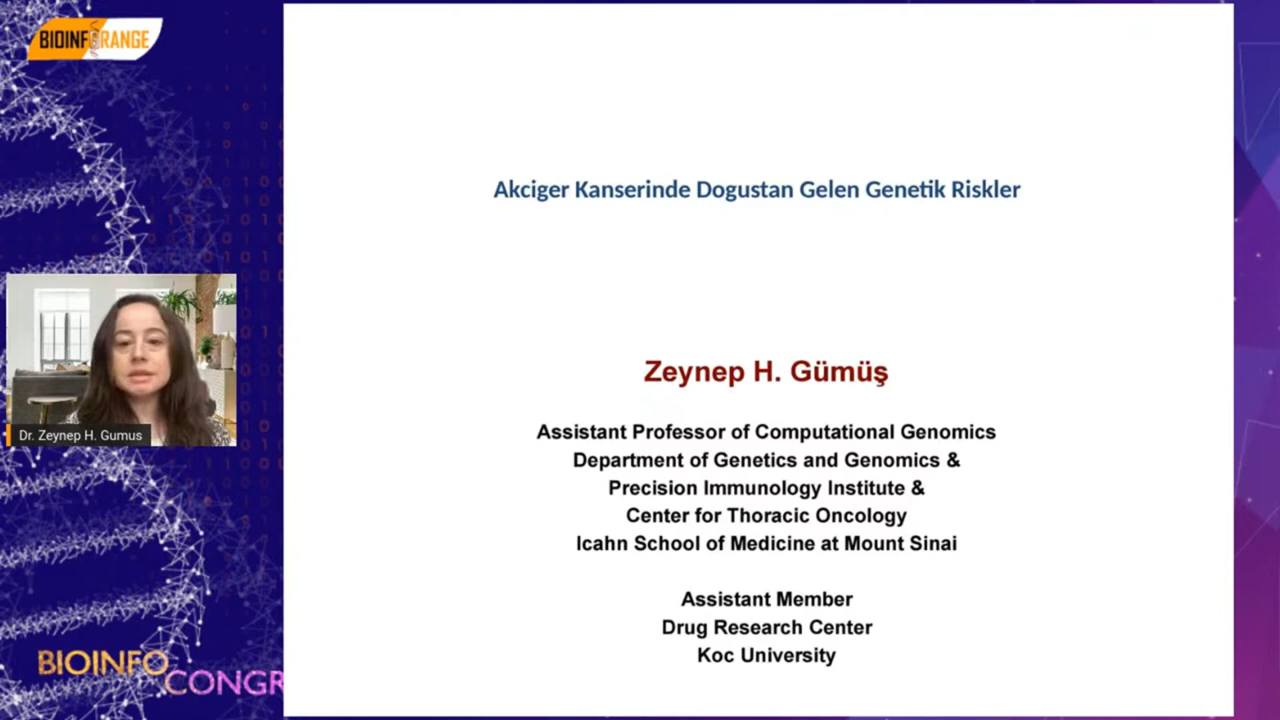 BIOINFORANGE
Akciger Kanserinde Dogustan Gelen Genetik Riskler
Zeynep H. Gümüş
Assistant Professor of Computational Genomics
Department of Genetics and Genomics &
Precision Immunology Institute &
Center for Thoracic Oncology
Icahn School of Medicine at Mount Sinai
Assistant Member
Drug Research Center
Koc University
Dr. Zeynep H. Gumus
BIOINFO
CONGR